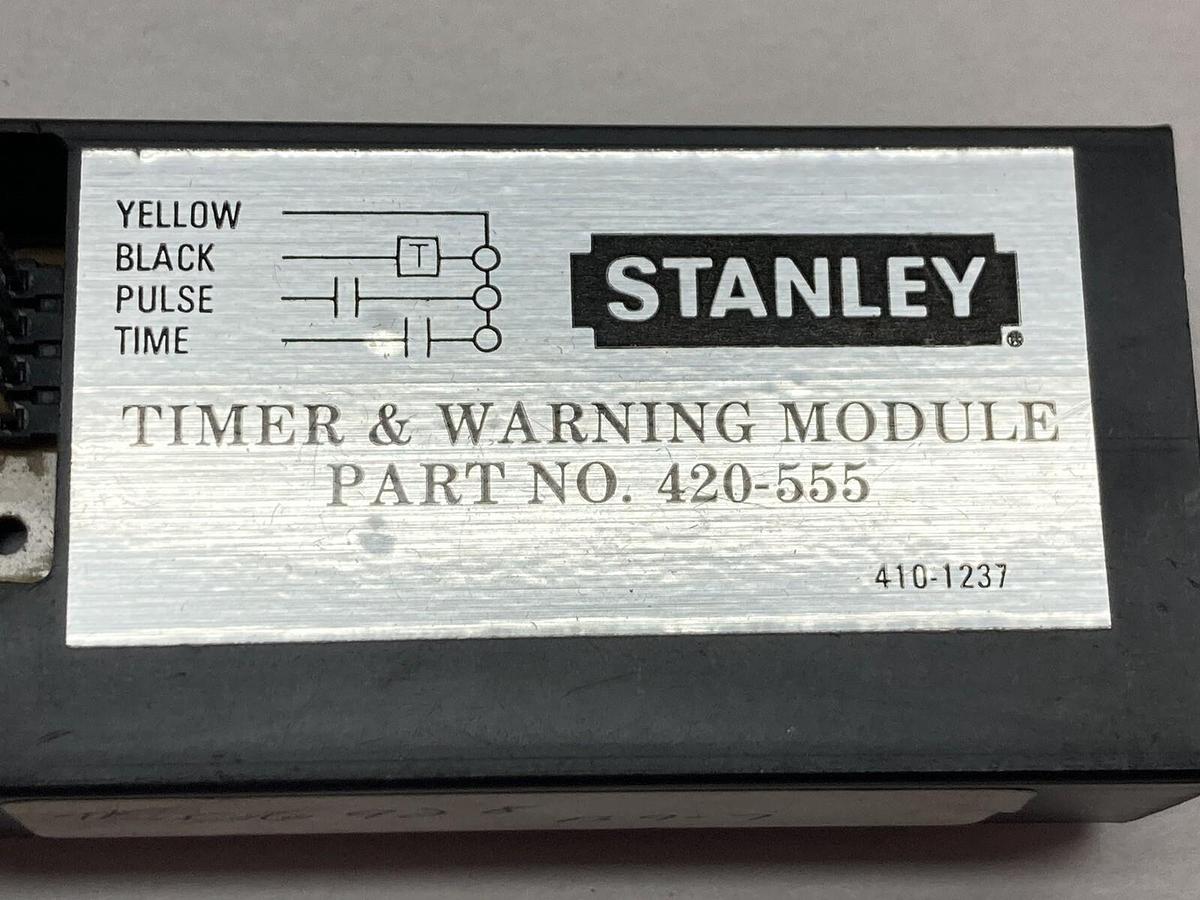 YELLOW
BLACK
PULSE
TIME
T
STANLEY
®
TIMER & WARNING MODULE
PART NO. 420-555
410-1237